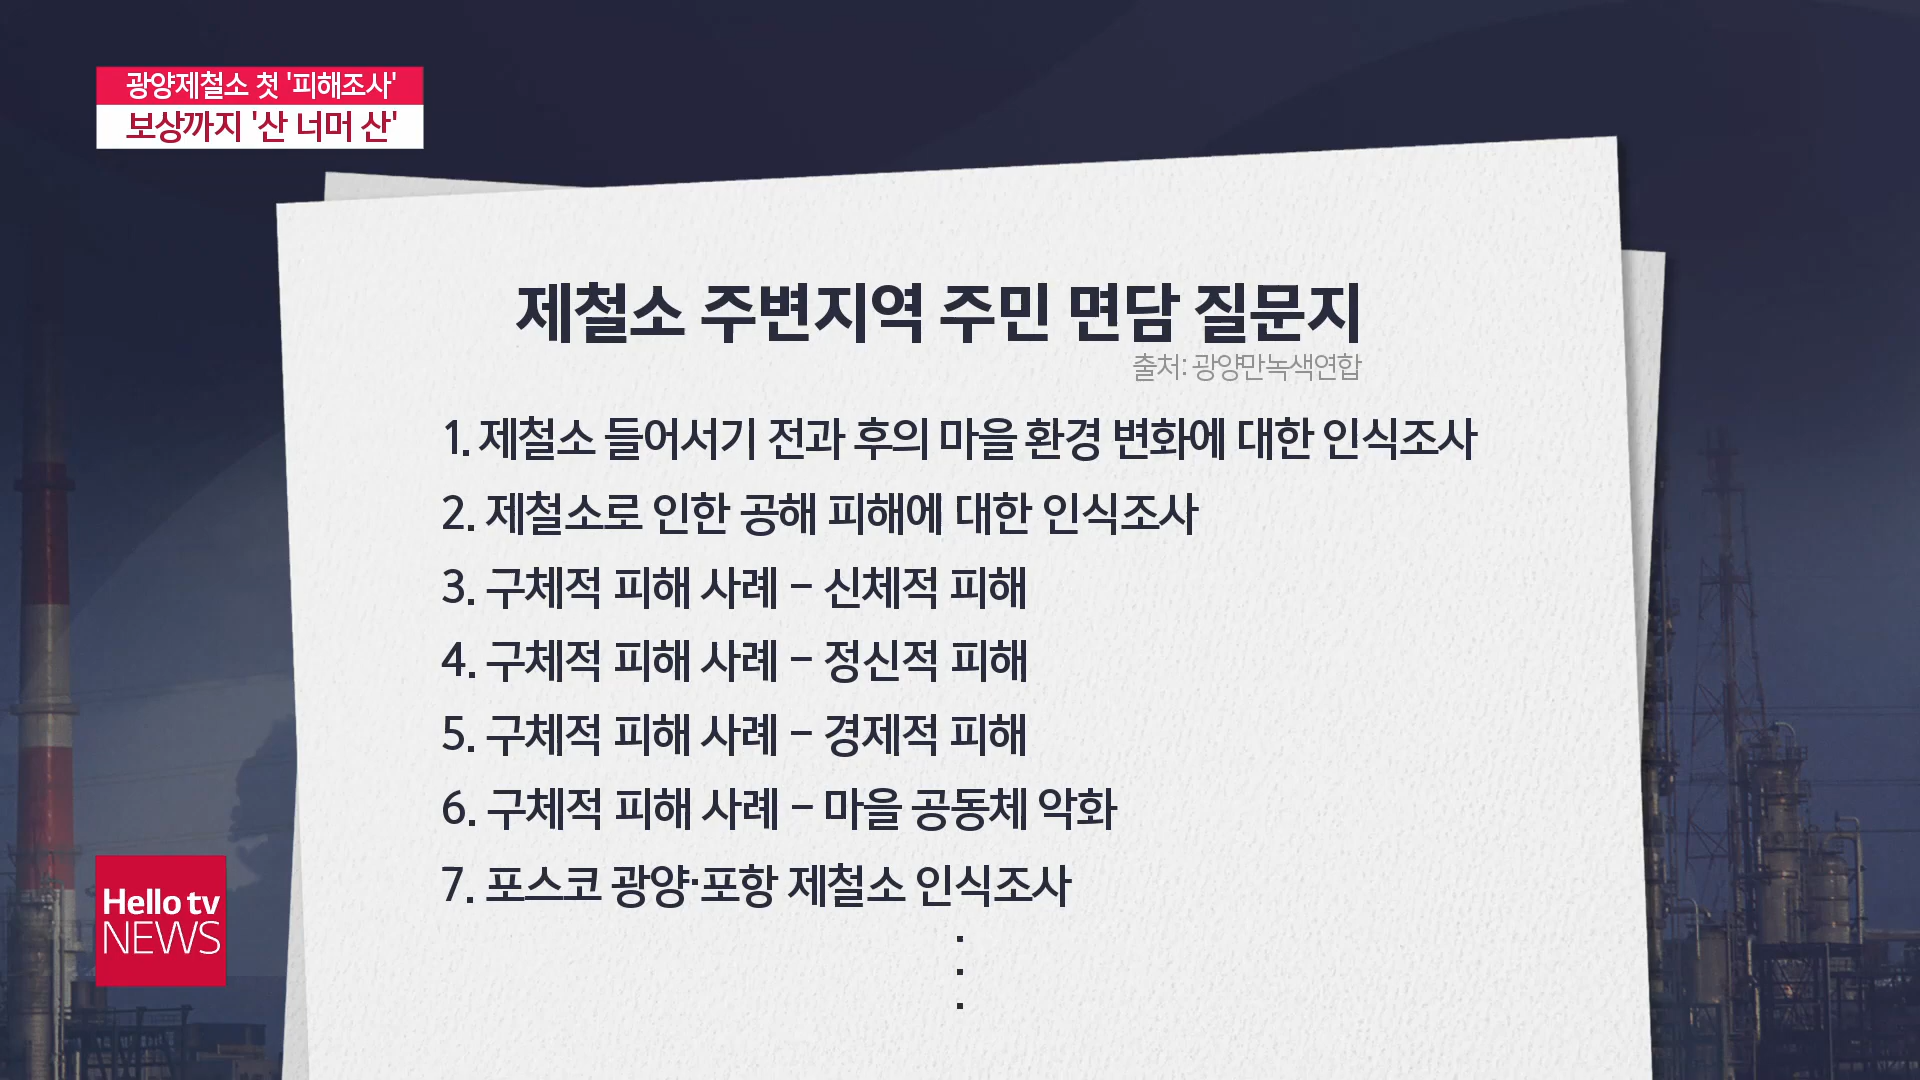 광양제철소 첫 '피해조사'
보상까지 '산 너머 산'
제철소 주변지역 주민 면담 질문지
출처: 광양만녹색연합
1. 제철소 들어서기 전과 후의 마을 환경 변화에 대한 인식조사
2. 제철소로 인한 공해 피해에 대한 인식조사
3. 구체적 피해 사례 - 신체적 피해
4. 구체적 피해 사례 - 정신적 피해
5. 구체적 피해 사례 - 경제적 피해
6. 구체적 피해 사례 - 마을 공동체 악화
7. 포스코 광양·포항 제철소 인식조사
.
.
.
Hello tv
NEWS